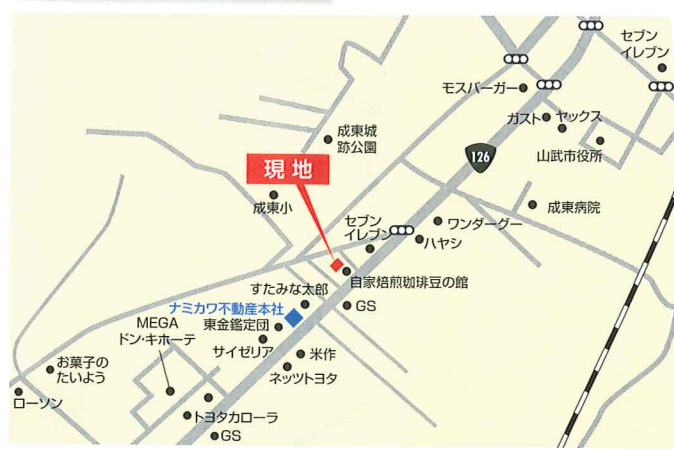 セブン
イレブン
モスバーガー
ガスト
ヤックス
山武市役所
126
成東城
跡公園
現地
成東小
成東病院
セブン
イレブン
ワンダーグー
ハヤシ
自家焙煎珈琲豆の館
すたみな太郎
GS
ナミカワ不動産本社
東金鑑定団
MEGA
ドン・キホーテ
サイゼリア
米作
ネッツトヨタ
お菓子の
たいよう
ローソン
トヨタカローラ
GS